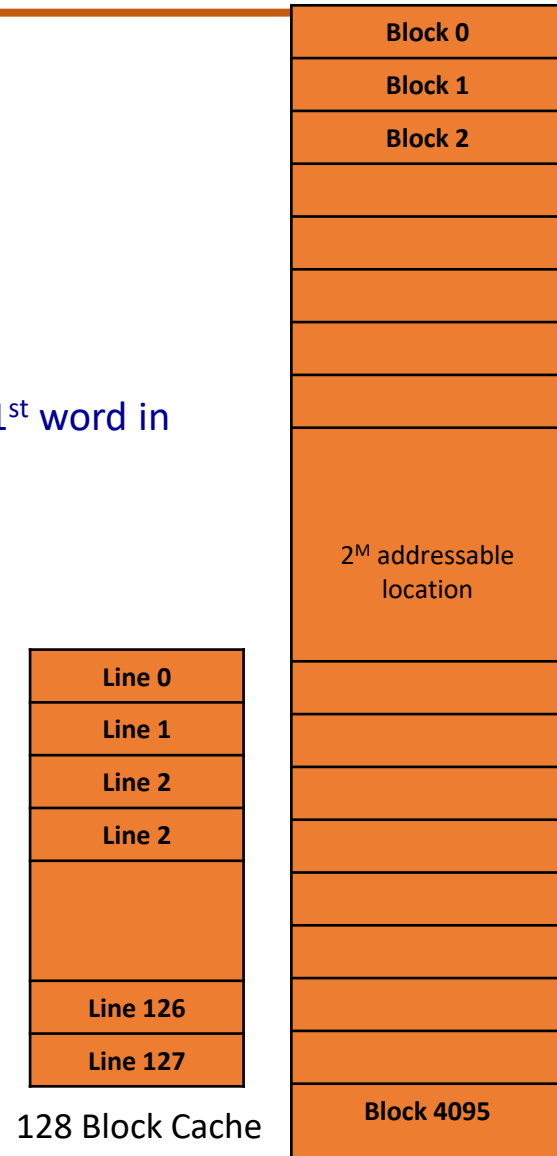 Block 0
Block 1
Block 2
1st word in
2M addressable
location
Line 0
Line 1
Line 2
Line 2
Line 126
Line 127
128 Block Cache
Block 4095